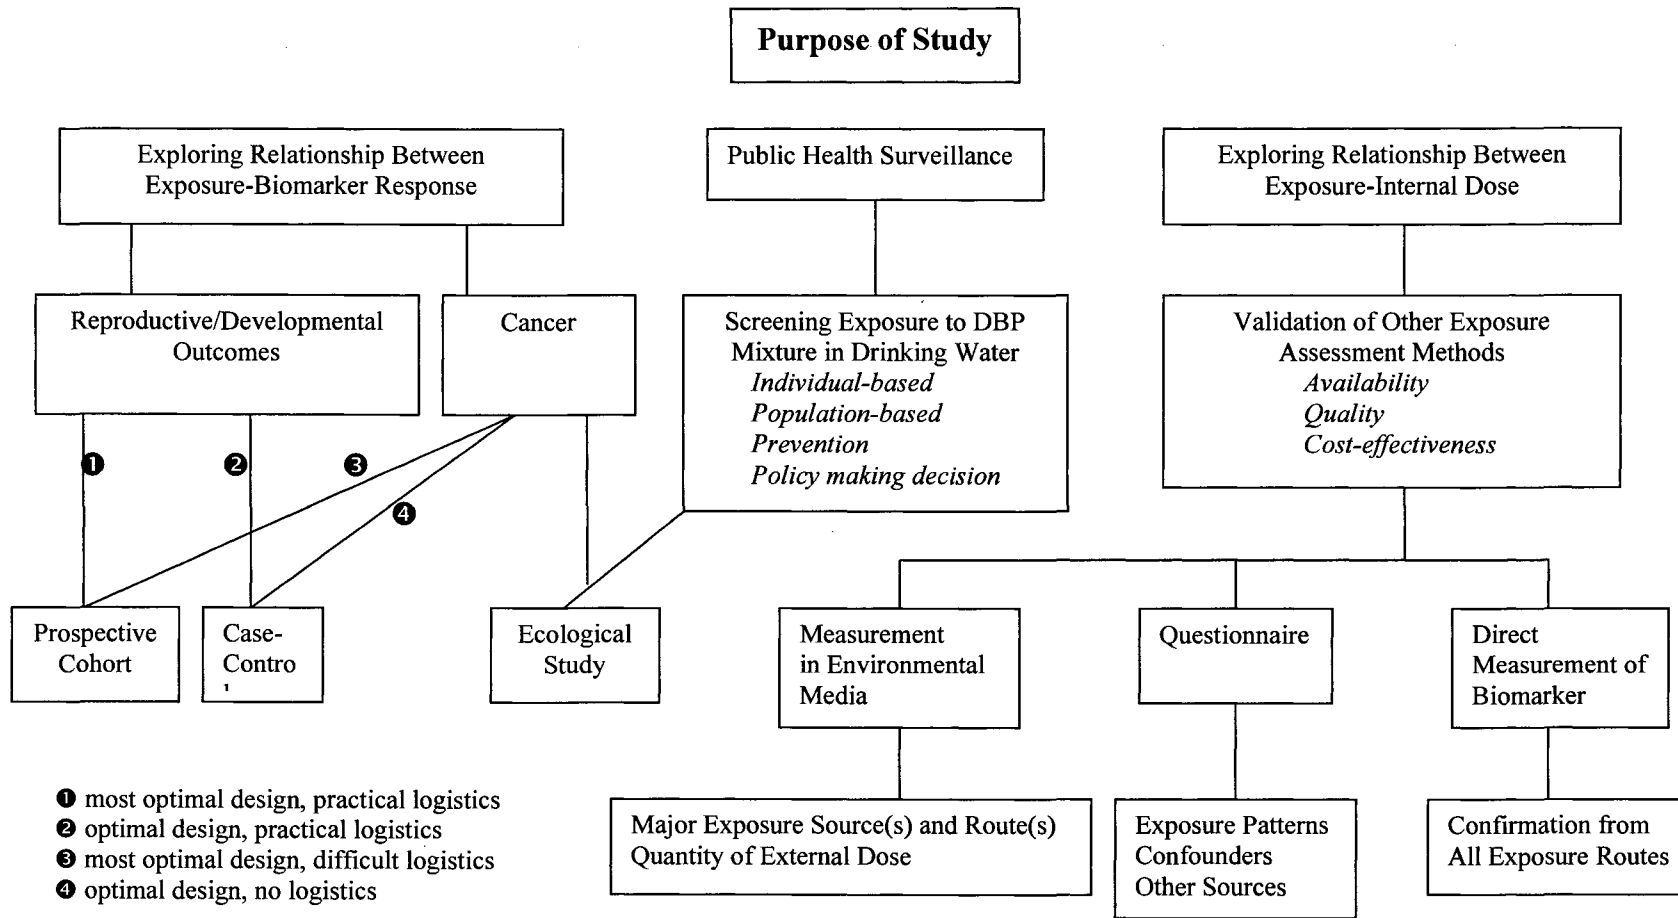 Purpose of Study
Exploring Relationship Between
Exposure-Biomarker Response
Public Health Surveillance
Exploring Relationship Between
Exposure-Internal Dose
Reproductive/Developmental
Outcomes
Cancer
Screening Exposure to DBP
Mixture in Drinking Water
Individual-based
Population-based
Prevention
Policy making decision
Validation of Other Exposure
Assessment Methods
Availability
Quality
Cost-effectiveness
❶
❷
❸
❹
Prospective
Cohort
Case-
Contro
l
Ecological
Study
Measurement
in Environmental
Media
Questionnaire
Direct
Measurement of
Biomarker
Major Exposure Source(s) and Route(s)
Quantity of External Dose
Exposure Patterns
Confounders
Other Sources
Confirmation from
All Exposure Routes
❶ most optimal design, practical logistics
❷ optimal design, practical logistics
❸ most optimal design, difficult logistics
❹ optimal design, no logistics